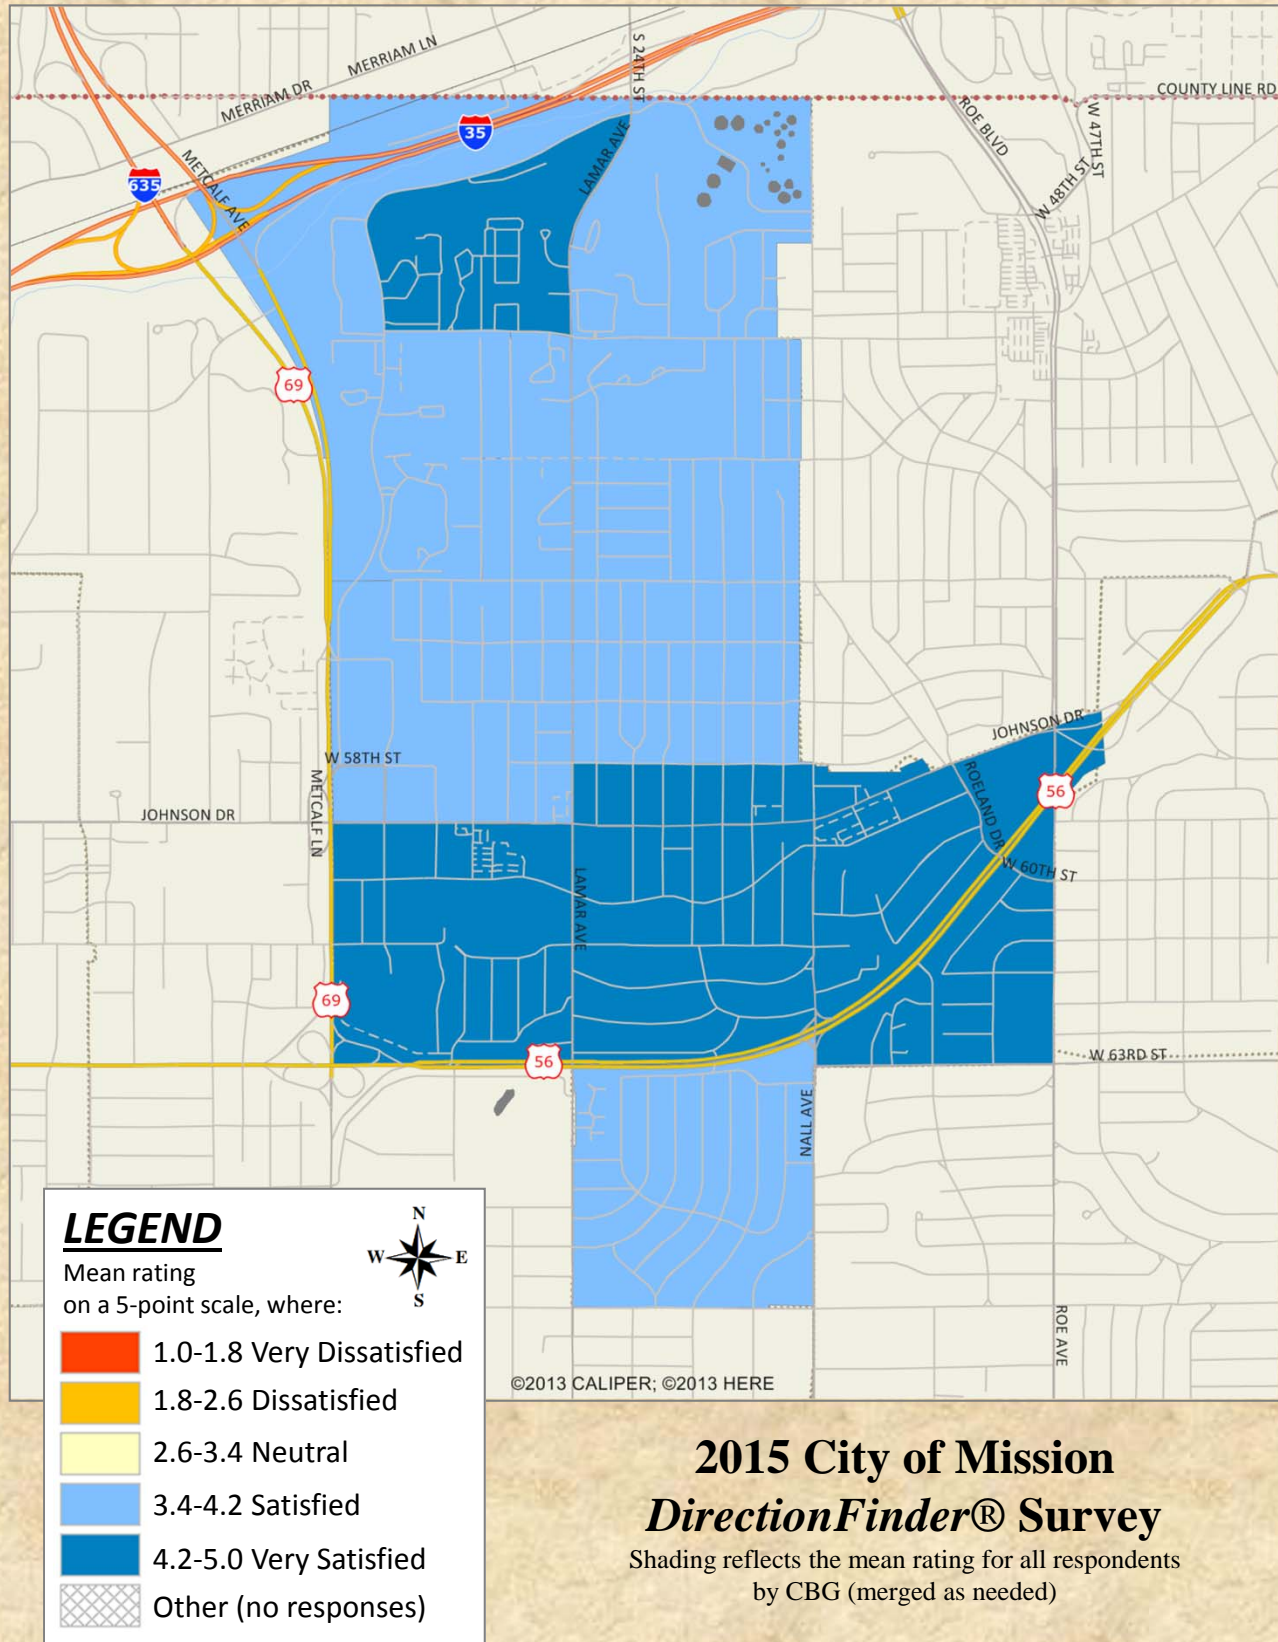 MERRIAM LN
MERRIAM DR
S 24TH ST
COUNTY LINE RD
ROE BLVD
W 47TH ST
W 48TH ST
35
LAMAR AVE
METCALF AVE
635
69
JOHNSON DR
W 58TH ST
METCALF LN
JOHNSON DR
ROELAND DR
56
W 60TH ST
LAMAR AVE
69
56
W 63RD ST
NALL AVE
ROE AVE
©2013 CALIPER; ©2013 HERE
LEGEND
N
W E
S
Mean rating
on a 5-point scale, where:
1.0-1.8 Very Dissatisfied
1.8-2.6 Dissatisfied
2.6-3.4 Neutral
3.4-4.2 Satisfied
4.2-5.0 Very Satisfied
Other (no responses)
2015 City of Mission
DirectionFinder® Survey
Shading reflects the mean rating for all respondents
by CBG (merged as needed)